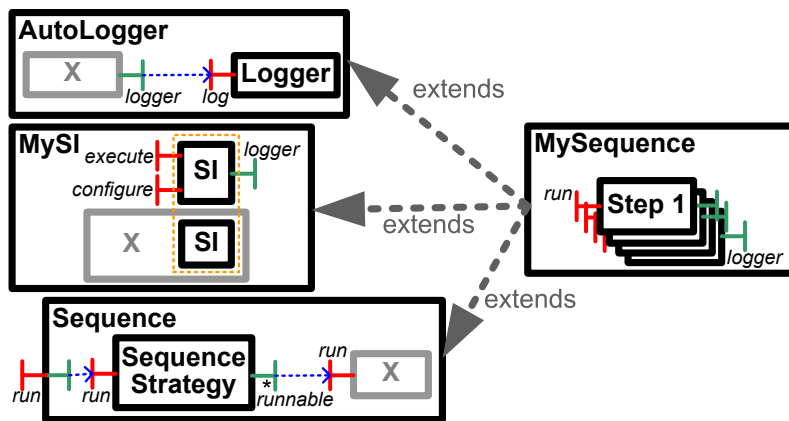 AutoLogger
X
Logger
logger
log
extends
MySI
execute
SI
logger
configure
X
SI
extends
MySequence
run
Step 1
logger
extends
Sequence
run
run
Sequence
Strategy
*
runnable
run
X